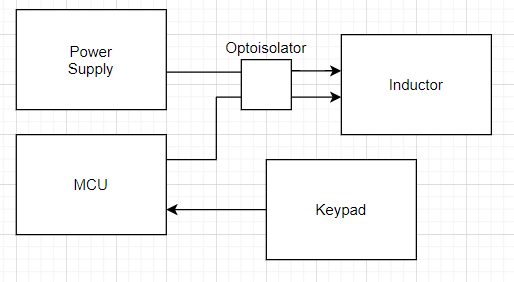 Power
Supply
Optoisolator
Inductor
MCU
Keypad